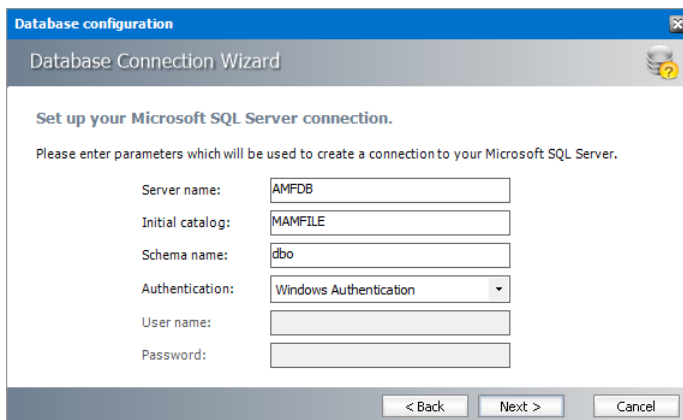 Database configuration
Database Connection Wizard
Set up your Microsoft SQL Server connection.
Please enter parameters which will be used to create a connection to your Microsoft SQL Server.
Server name: AMFDB
Initial catalog: MAMFILE
Schema name: dbo
Authentication: Windows Authentication
User name:
Password:
< Back Next > Cancel